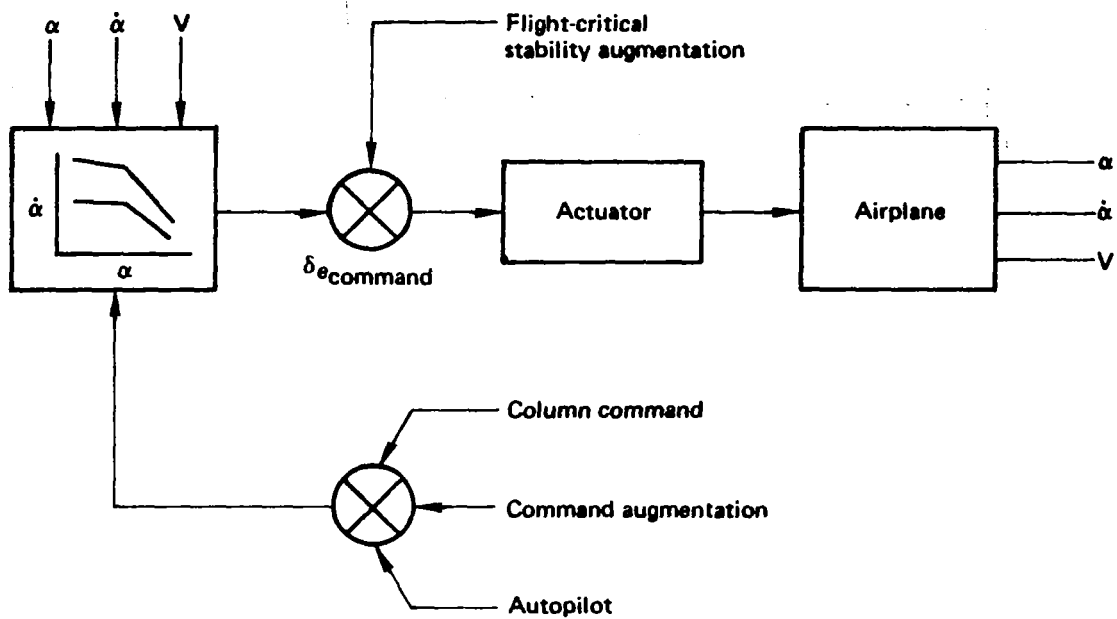 α α̇ V
Flight-critical
stability augmentation
α̇
α
δe command
Actuator
Airplane
α
α̇
V
Column command
Command augmentation
Autopilot